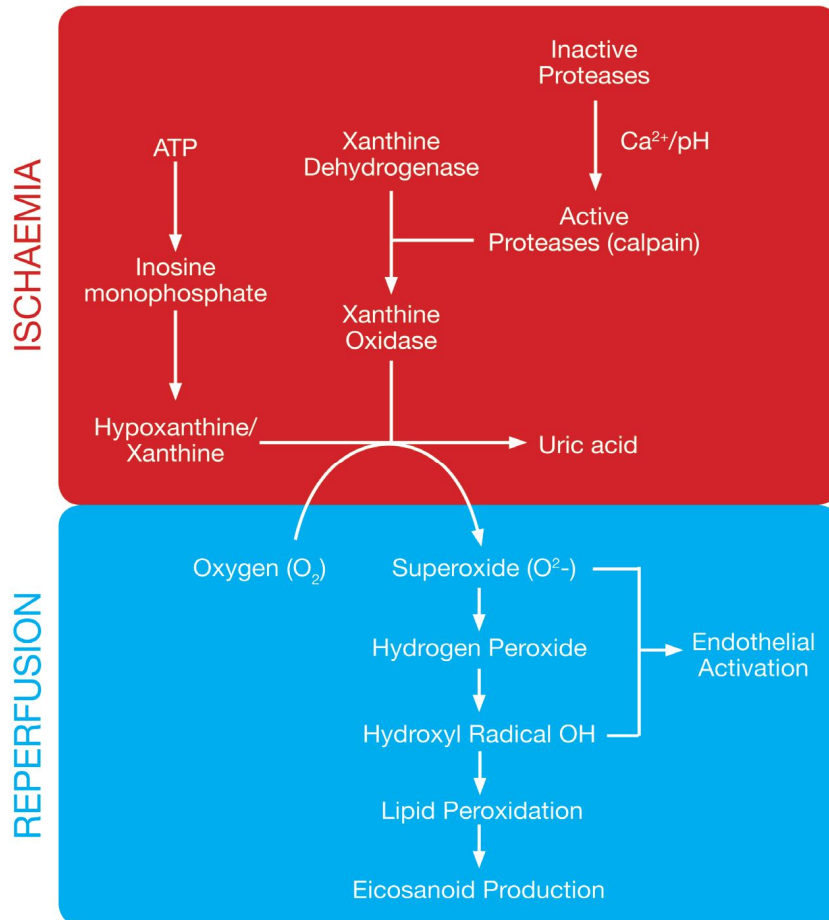 ISCHAEMIA
Inactive
Proteases
Ca²⁺/pH
Active
Proteases (calpain)
Xanthine
Dehydrogenase
Xanthine
Oxidase
ATP
Inosine
monophosphate
Hypoxanthine/
Xanthine
Uric acid
REPERFUSION
Oxygen (O₂)
Superoxide (O²-)
Hydrogen Peroxide
Hydroxyl Radical OH
Endothelial
Activation
Lipid Peroxidation
Eicosanoid Production